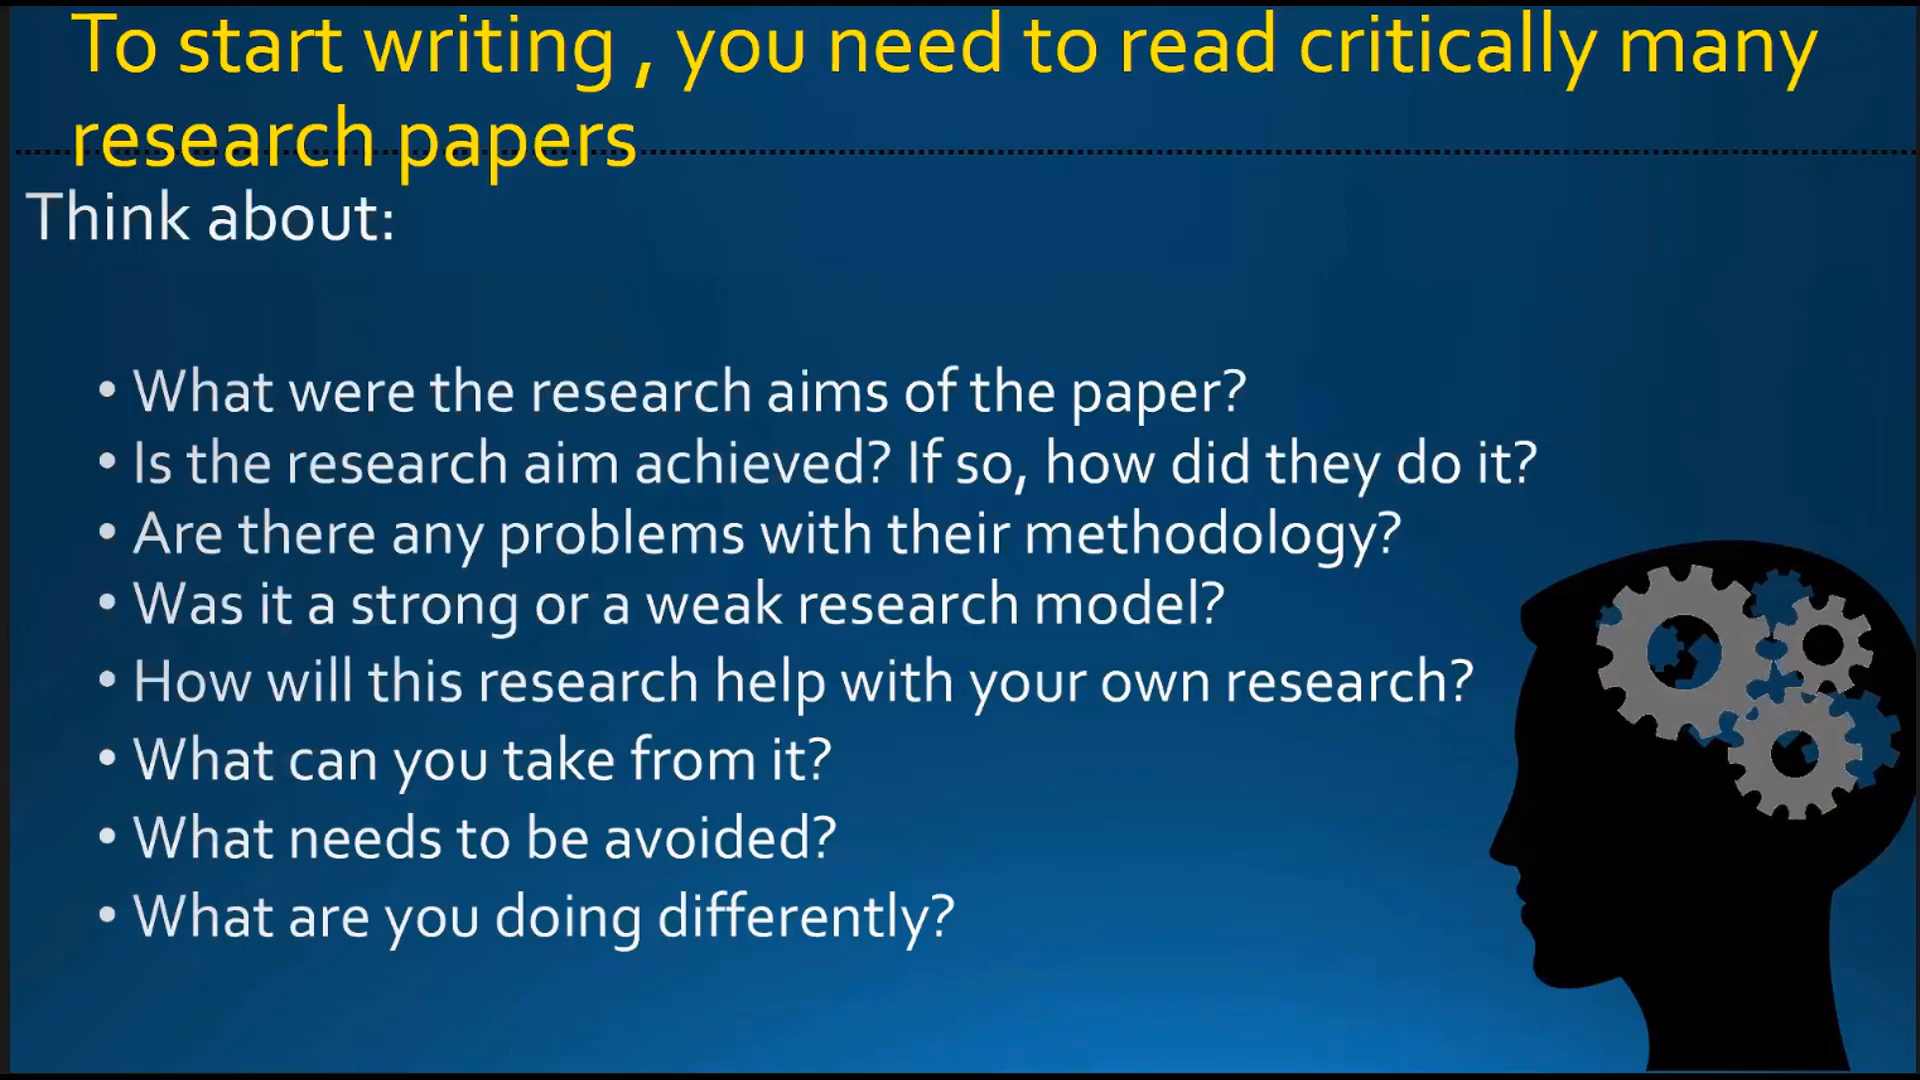 To start writing , you need to read critically many
research papers
Think about:
• What were the research aims of the paper?
• Is the research aim achieved? If so, how did they do it?
• Are there any problems with their methodology?
• Was it a strong or a weak research model?
• How will this research help with your own research?
• What can you take from it?
• What needs to be avoided?
• What are you doing differently?